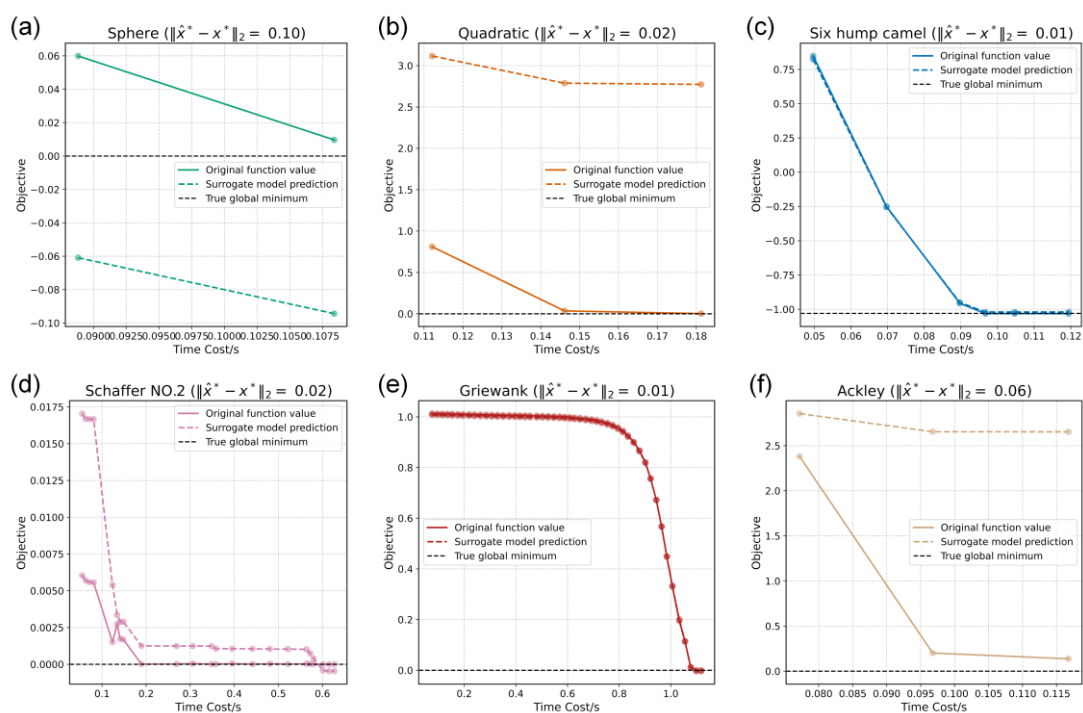 (a)
Sphere (‖x̂* − x*‖₂ = 0.10)
0.06
0.04
0.02
0.00
−0.02
−0.04
−0.06
−0.08
−0.10
Objective
Original function value
Surrogate model prediction
True global minimum
0.0900 0.0925 0.0950 0.0975 0.1000 0.1025 0.1050 0.1075
Time Cost/s
(b)
Quadratic (‖x̂* − x*‖₂ = 0.02)
3.0
2.5
2.0
1.5
1.0
0.5
0.0
Objective
Original function value
Surrogate model prediction
True global minimum
0.11 0.12 0.13 0.14 0.15 0.16 0.17 0.18
Time Cost/s
(c)
Six hump camel (‖x̂* − x*‖₂ = 0.01)
0.75
0.50
0.25
0.00
−0.25
−0.50
−0.75
−1.00
Objective
Original function value
Surrogate model prediction
True global minimum
0.05 0.06 0.07 0.08 0.09 0.10 0.11 0.12
Time Cost/s
(d)
Schaffer NO.2 (‖x̂* − x*‖₂ = 0.02)
0.0175
0.0150
0.0125
0.0100
0.0075
0.0050
0.0025
0.0000
Objective
Original function value
Surrogate model prediction
True global minimum
0.1 0.2 0.3 0.4 0.5 0.6
Time Cost/s
(e)
Griewank (‖x̂* − x*‖₂ = 0.01)
1.0
0.8
0.6
0.4
0.2
0.0
Objective
Original function value
Surrogate model prediction
True global minimum
0.2 0.4 0.6 0.8 1.0
Time Cost/s
(f)
Ackley (‖x̂* − x*‖₂ = 0.06)
2.5
2.0
1.5
1.0
0.5
0.0
Objective
Original function value
Surrogate model prediction
True global minimum
0.080 0.085 0.090 0.095 0.100 0.105 0.110 0.115
Time Cost/s